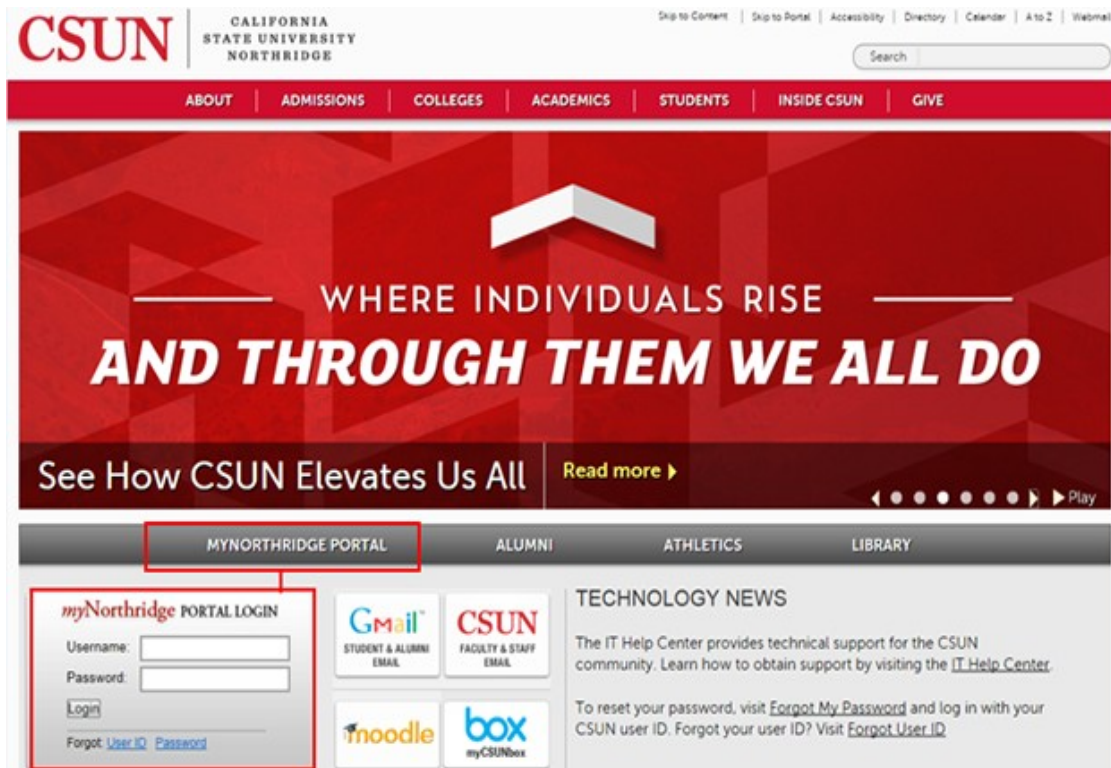 CSUN
CALIFORNIA
STATE UNIVERSITY
NORTHRIDGE
Skip to Content | Skip to Portal | Accessibility | Directory | Calendar | A to Z | Webmail
Search
ABOUT | ADMISSIONS | COLLEGES | ACADEMICS | STUDENTS | INSIDE CSUN | GIVE
WHERE INDIVIDUALS RISE
AND THROUGH THEM WE ALL DO
See How CSUN Elevates Us All
Read more
Play
MYNORTHRIDGE PORTAL
ALUMNI
ATHLETICS
LIBRARY
myNorthridge PORTAL LOGIN
Username:
Password:
Login
Forgot: User ID Password
Gmail
STUDENT & ALUMNI
EMAIL
CSUN
FACULTY & STAFF
EMAIL
moodle
box
myCSUNbox
TECHNOLOGY NEWS
The IT Help Center provides technical support for the CSUN
community. Learn how to obtain support by visiting the IT Help Center.
To reset your password, visit Forgot My Password and log in with your
CSUN user ID. Forgot your user ID? Visit Forgot User ID